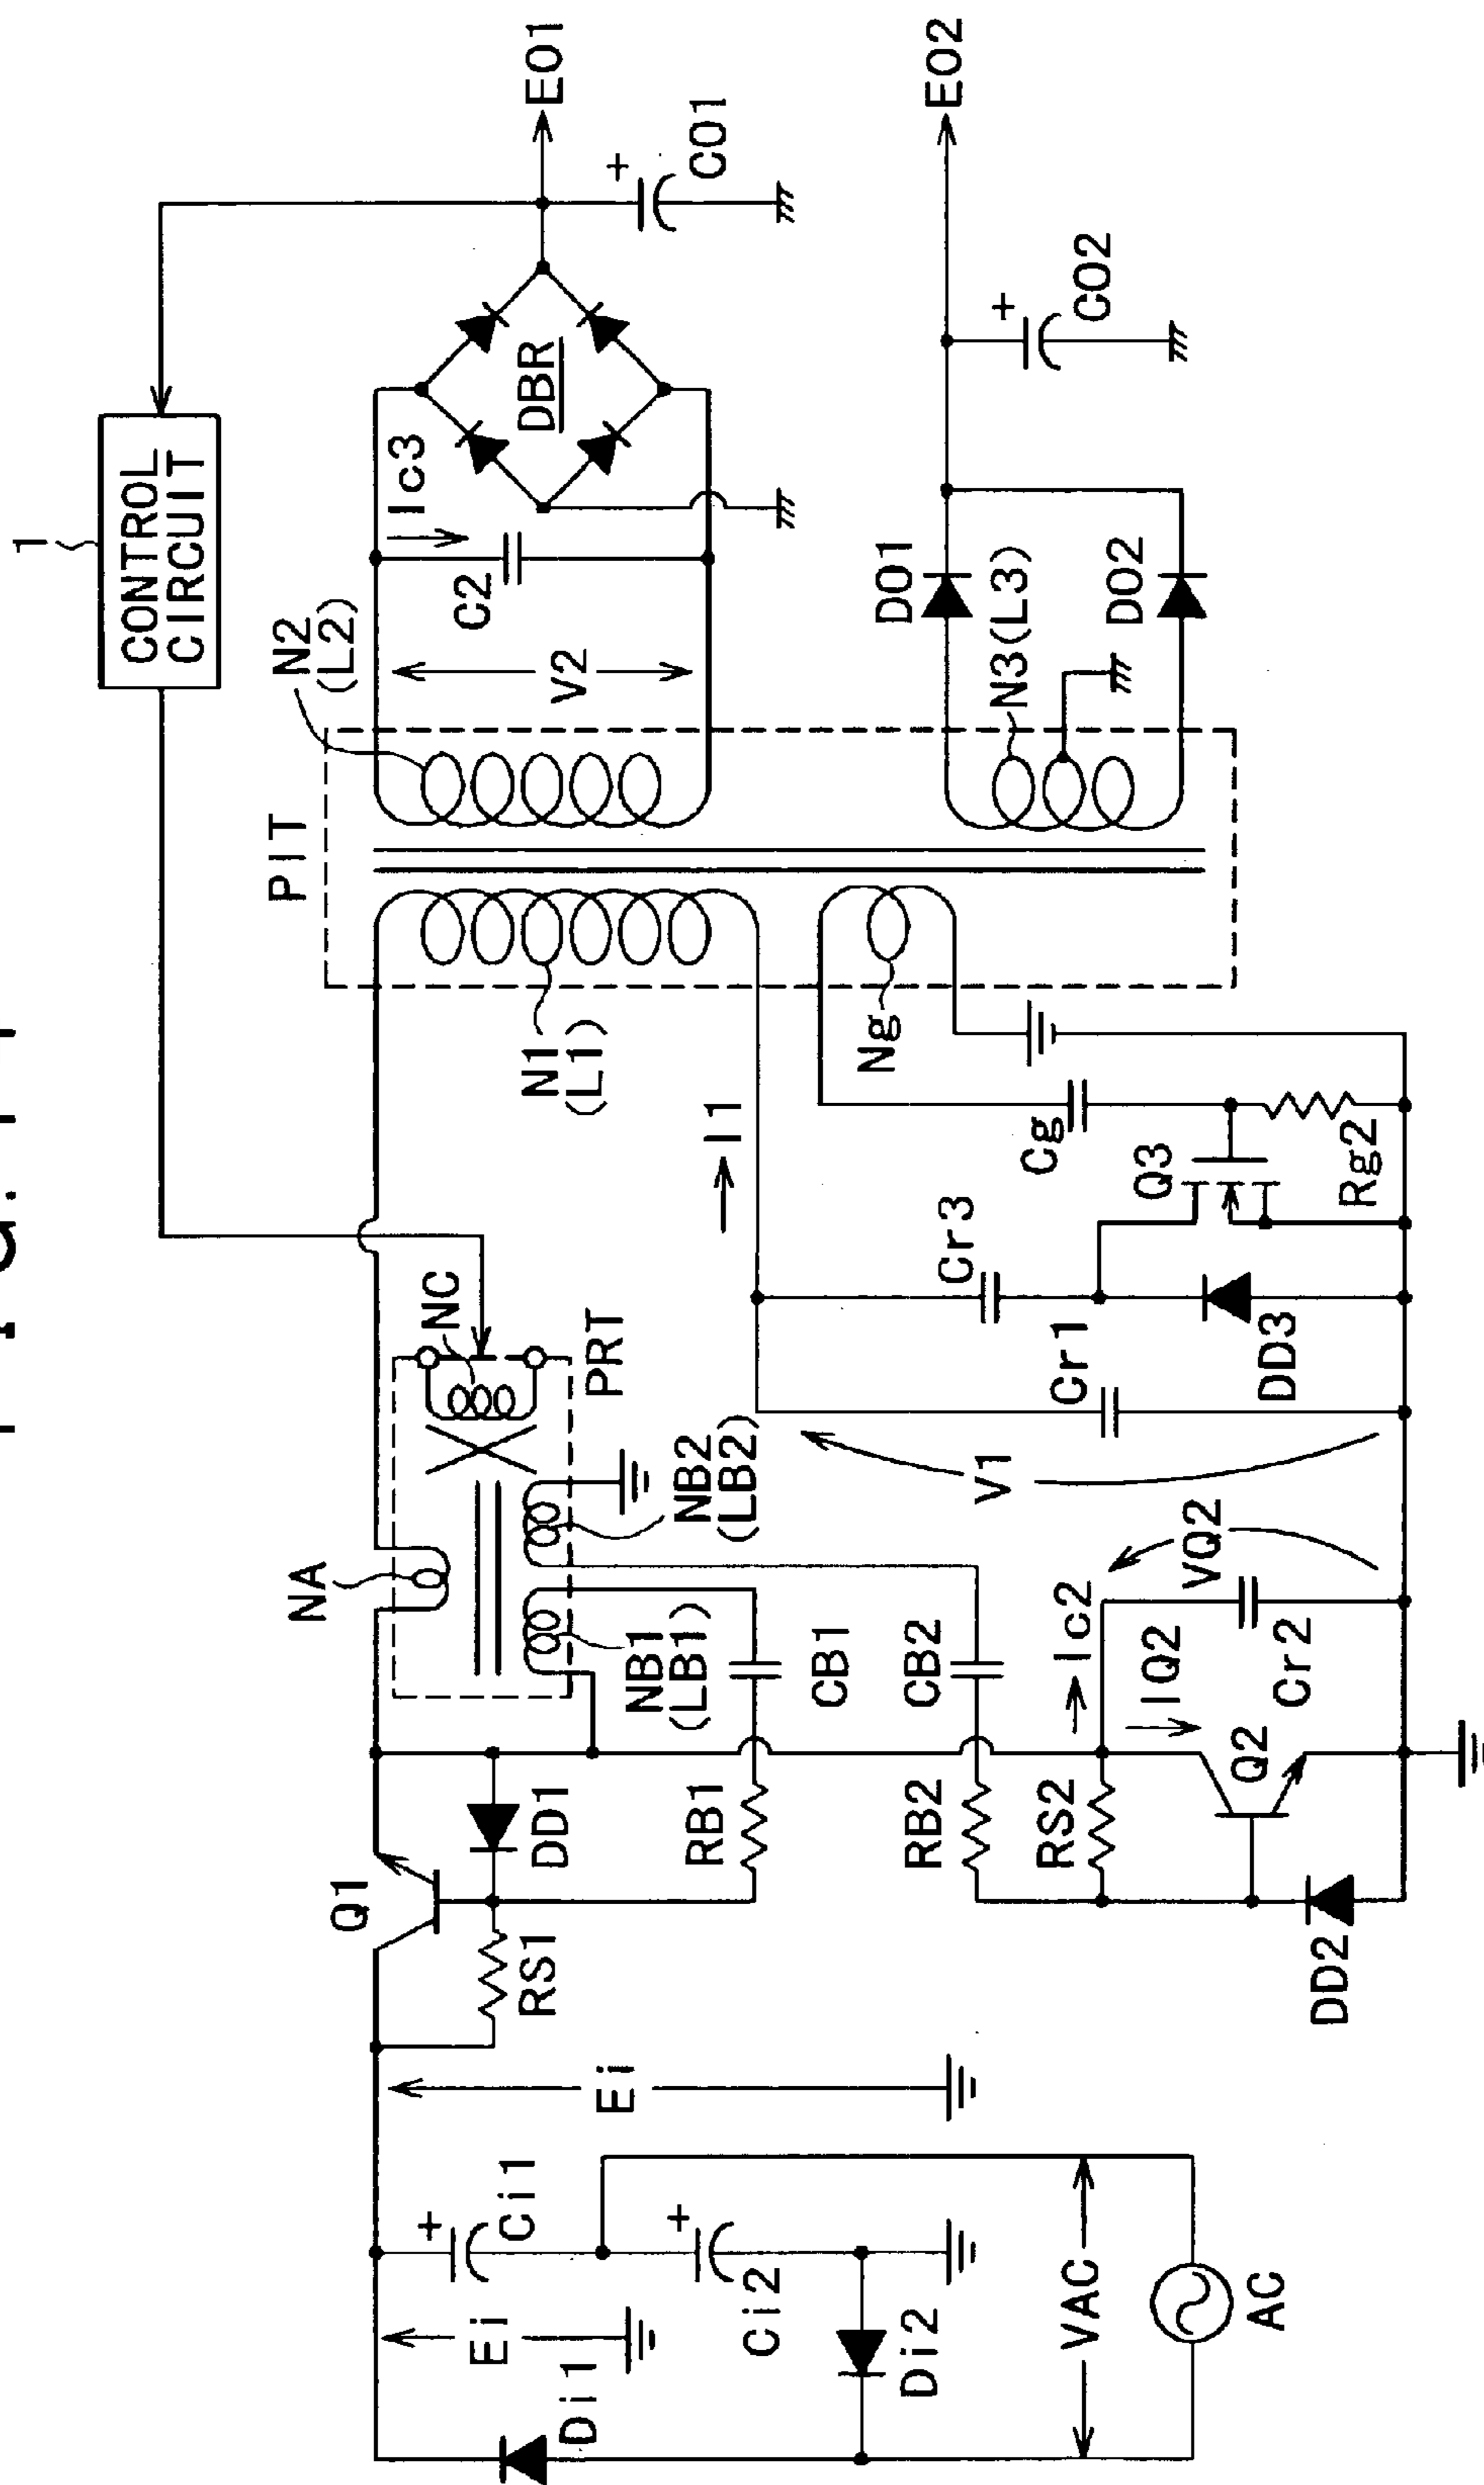 1
CONTROL
CIRCUIT
N2
(L2)
PIT
V2
C2
Ic3
DBR
+
CO1
EO1
NA
NC
PRT
N1
(L1)
I1
NB1
(LB1)
NB2
(LB2)
Ng
N3(L3)
DO1
DO2
+
CO2
EO2
Q1
DD1
RS1
RB1
CB1
RB2
CB2
RS2
Ic2
IQ2
Q2
DD2
Cr2
VQ2
V1
Cr1
Cr3
DD3
Q3
Cg
Rg2
Ei
Ei
+
Ci1
+
Ci2
Di1
Di2
VAC
AC